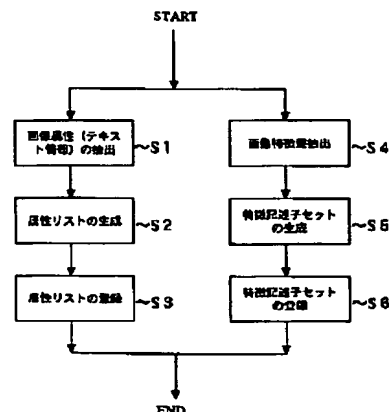 START
画像属性（テキ
スト情報）の抽出
~S1
属性リストの生成
~S2
属性リストの登録
~S3
画像特徴量抽出
~S4
特徴記述子セット
の生成
~S5
特徴記述子セット
の登録
~S6
END